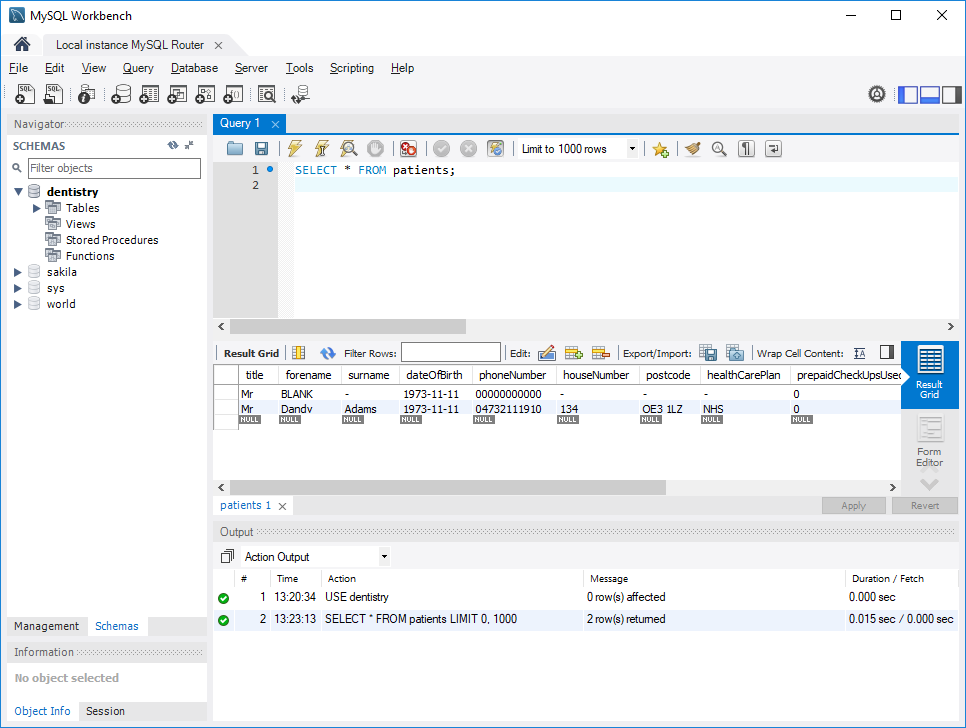 MySQL Workbench
Local instance MySQL Router
File Edit View Query Database Server Tools Scripting Help
Navigator
SCHEMAS
Filter objects
dentistry
Tables
Views
Stored Procedures
Functions
sakila
sys
world
Management Schemas
Information
No object selected
Object Info Session
Query 1
Limit to 1000 rows
1 SELECT * FROM patients;
2
Result Grid Filter Rows: Edit: Export/Import: Wrap Cell Content:
title forename surname dateOfBirth phoneNumber houseNumber postcode healthCarePlan prepaidCheckUpsUsed
Mr BLANK - 1973-11-11 00000000000 - - - 0
Mr Dandy Adams 1973-11-11 04732111910 134 OE3 1LZ NHS 0
NULL NULL NULL NULL NULL NULL NULL NULL NULL
Result Grid
Form Editor
patients 1
Apply Revert
Output
Action Output
# Time Action Message Duration / Fetch
1 13:20:34 USE dentistry 0 row(s) affected 0.000 sec
2 13:23:13 SELECT * FROM patients LIMIT 0, 1000 2 row(s) returned 0.015 sec / 0.000 sec